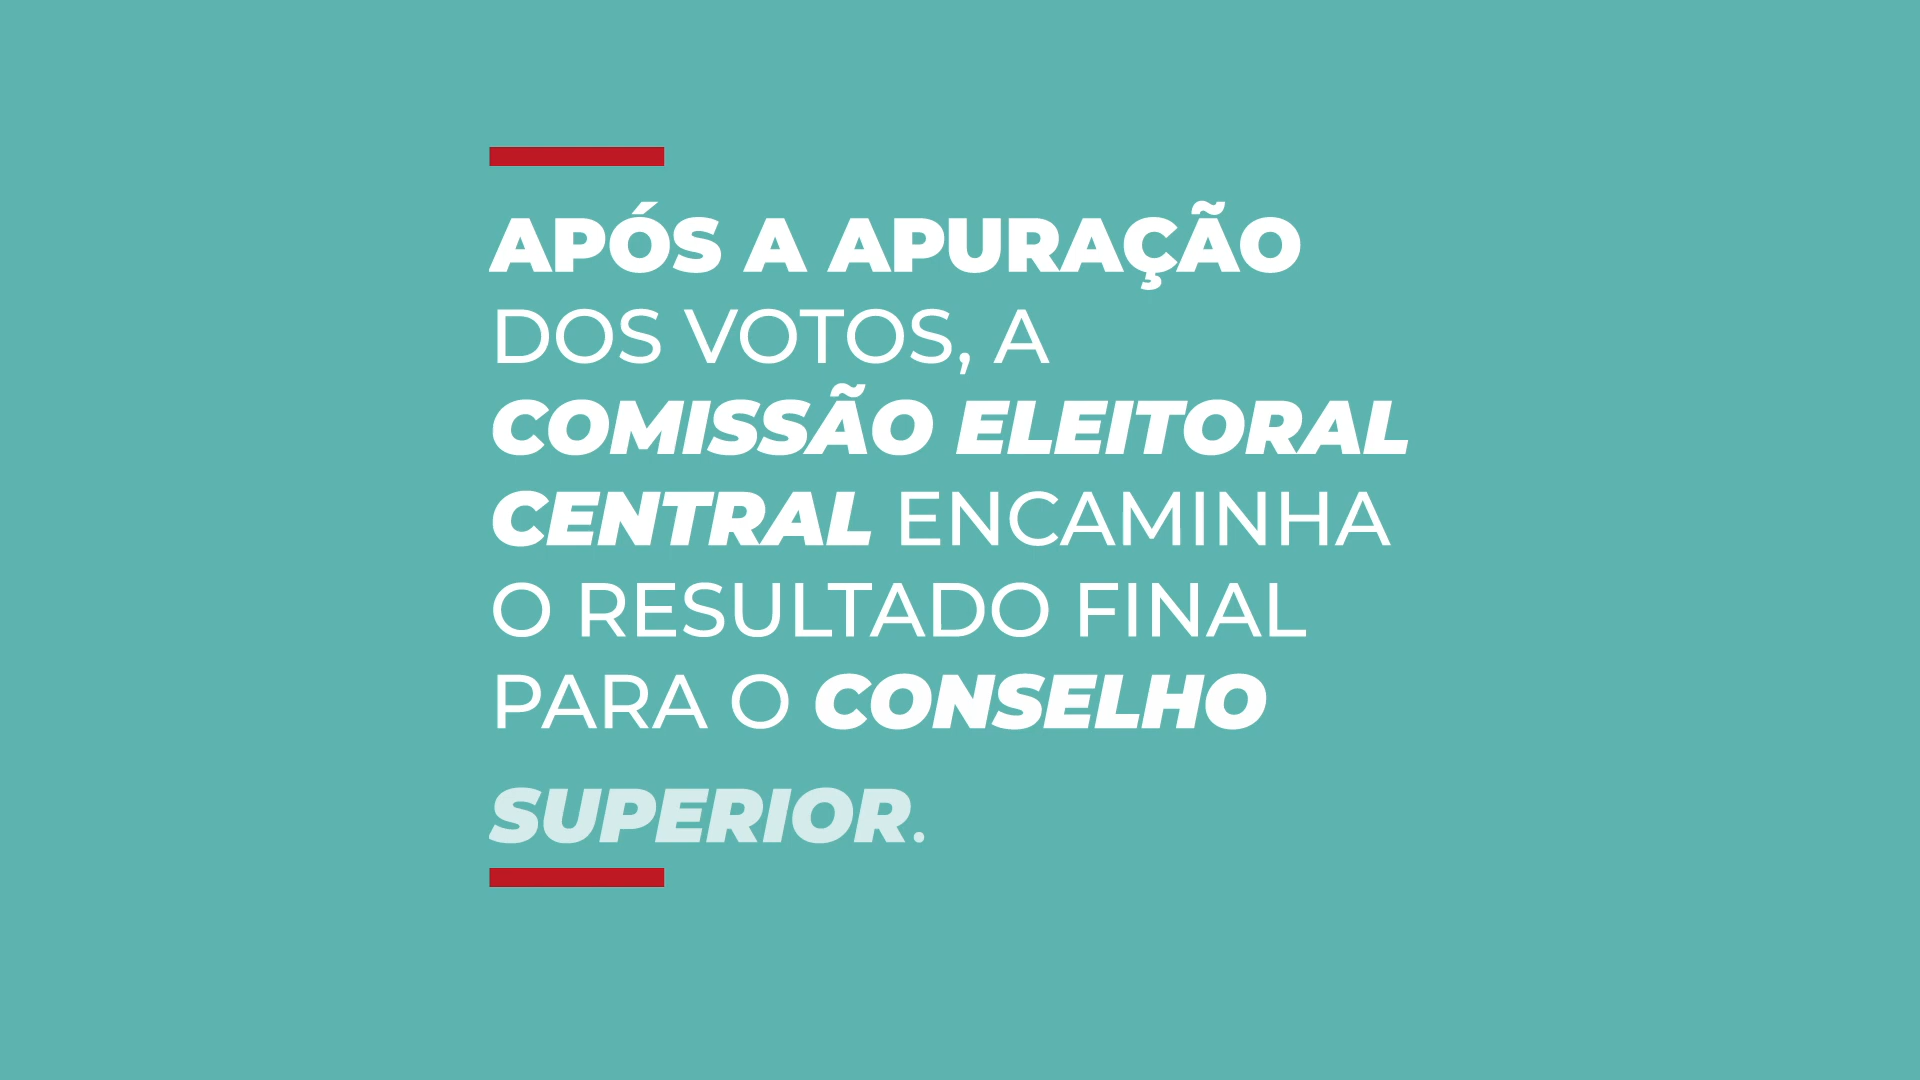 APÓS A APURAÇÃO
DOS VOTOS, A
COMISSÃO ELEITORAL
CENTRAL ENCAMINHA
O RESULTADO FINAL
PARA O CONSELHO
SUPERIOR.